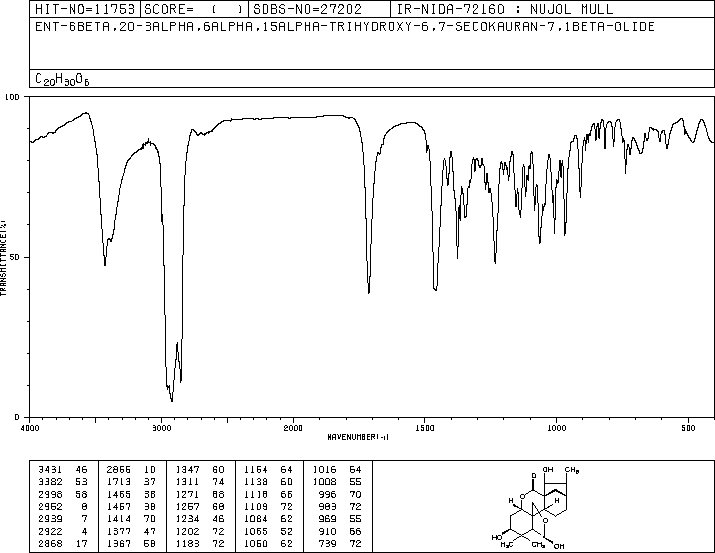 HIT-NO=11753 SCORE= ( ) SDBS-NO=27202 IR-NIDA-72160 : NUJOL MULL
ENT-6BETA,20-3ALPHA,6ALPHA,15ALPHA-TRIHYDROXY-6,7-SECOKAURAN-7,1BETA-OLIDE
C20H30O6
100
50
0
TRANSMITTANCE(%)
4000 3000 2000 1500 1000 500
WAVENUMBER(-1)
3431 46 2866 10 1347 60 1154 64 1016 64
3382 53 1713 37 1311 74 1138 60 1008 55
2998 58 1465 38 1271 68 1118 66 996 70
2952 8 1457 38 1257 68 1109 72 983 72
2939 7 1414 70 1234 46 1084 62 969 55
2922 4 1377 47 1202 72 1065 52 910 66
2868 17 1367 58 1183 72 1050 62 739 72
OH CH3
O
O
H H
O
HO
H3C CH3 OH